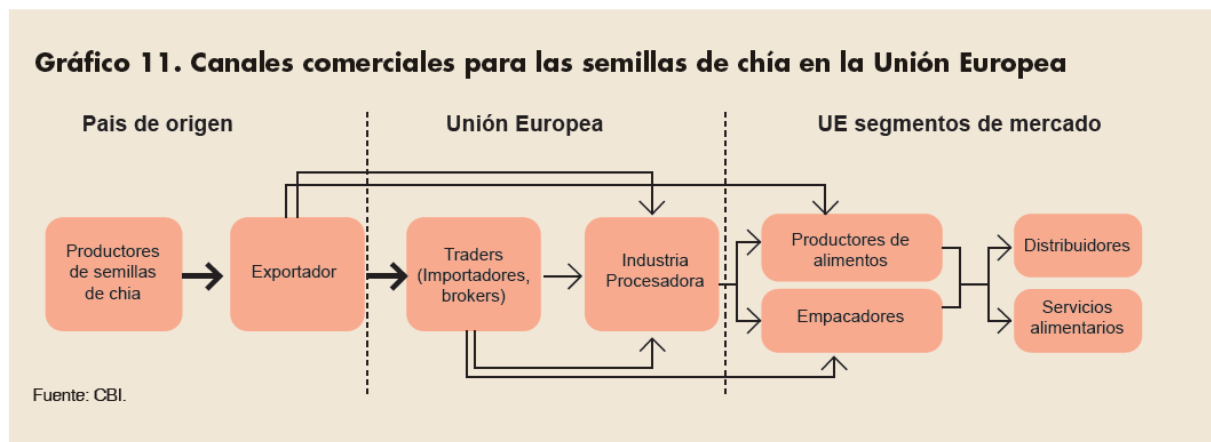 Gráfico 11. Canales comerciales para las semillas de chía en la Unión Europea
Pais de origen
Unión Europea
UE segmentos de mercado
Productores
de semillas
de chia
Exportador
Traders
(Importadores,
brokers)
Industria
Procesadora
Productores de
alimentos
Empacadores
Distribuidores
Servicios
alimentarios
Fuente: CBI.